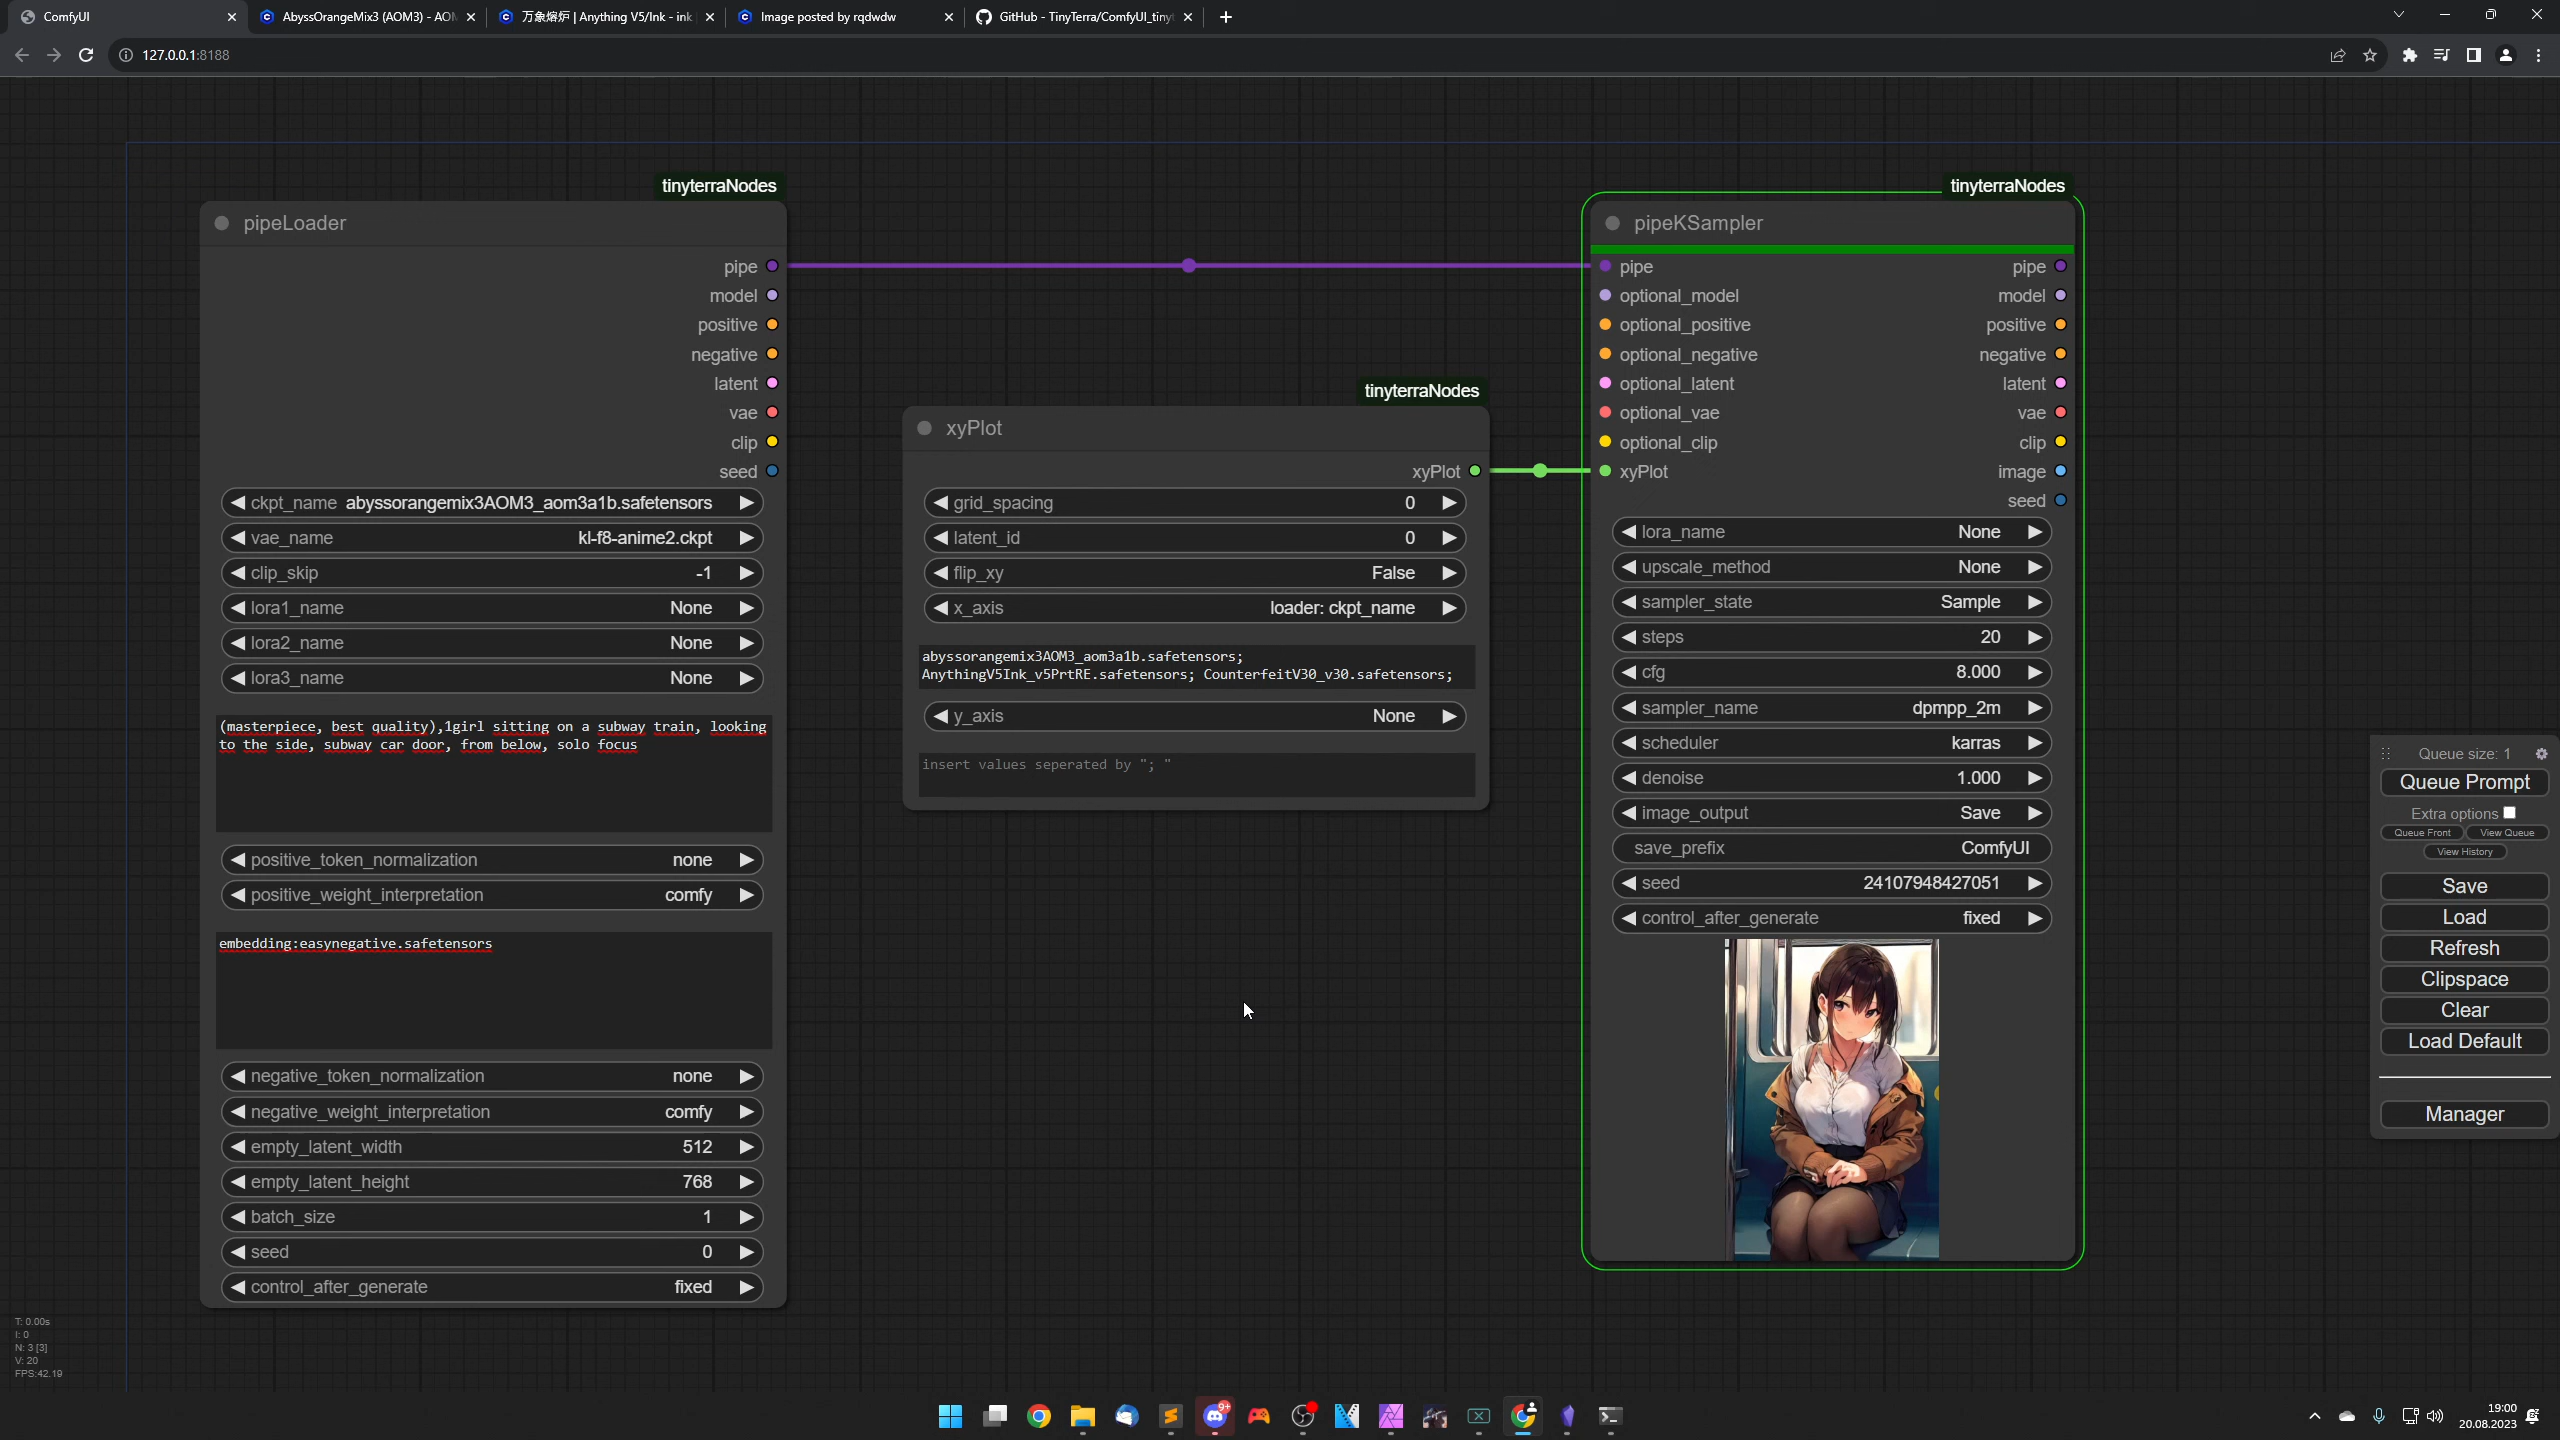 ComfyUI
AbyssOrangeMix3 (AOM3) - AOM
万象熔炉 | Anything V5/Ink - ink
Image posted by rqdwdw
GitHub - TinyTerra/ComfyUI_tiny
127.0.0.1:8188
tinyterraNodes
pipeLoader
pipe
model
positive
negative
latent
vae
clip
seed
ckpt_name abyssorangemix3AOM3_aom3a1b.safetensors
vae_name kl-f8-anime2.ckpt
clip_skip -1
lora1_name None
lora2_name None
lora3_name None
(masterpiece, best quality),1girl sitting on a subway train, looking
to the side, subway car door, from below, solo focus
positive_token_normalization none
positive_weight_interpretation comfy
embedding:easynegative.safetensors
negative_token_normalization none
negative_weight_interpretation comfy
empty_latent_width 512
empty_latent_height 768
batch_size 1
seed 0
control_after_generate fixed
tinyterraNodes
xyPlot
xyPlot
grid_spacing 0
latent_id 0
flip_xy False
x_axis loader: ckpt_name
abyssorangemix3AOM3_aom3a1b.safetensors;
AnythingV5Ink_v5PrtRE.safetensors; CounterfeitV30_v30.safetensors;
y_axis None
insert values seperated by "; "
tinyterraNodes
pipeKSampler
pipe pipe
optional_model model
optional_positive positive
optional_negative negative
optional_latent latent
optional_vae vae
optional_clip clip
xyPlot image
seed
lora_name None
upscale_method None
sampler_state Sample
steps 20
cfg 8.000
sampler_name dpmpp_2m
scheduler karras
denoise 1.000
image_output Save
save_prefix ComfyUI
seed 24107948427051
control_after_generate fixed
Queue size: 1
Queue Prompt
Extra options
Queue Front View Queue
View History
Save
Load
Refresh
Clipspace
Clear
Load Default
Manager
T: 0.00s
I: 0
N: 3 [3]
V: 20
FPS:42.19
9+
19:00
20.08.2023